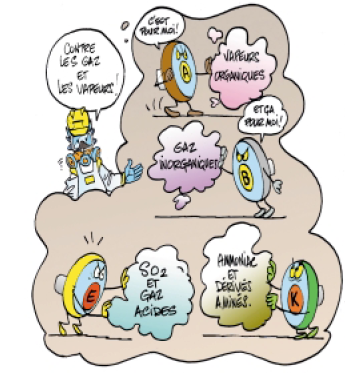 CONTRE
LES GAZ
ET
LES VAPEURS!
C'EST
POUR MOI!
A
VAPEURS
ORGANIQUES
ET ÇA
POUR MOI!
GAZ
INORGANIQUES
B
E
SO2
ET
GAZ
ACIDES
AMMONIAC
ET
DÉRIVÉS
AMINÉS.
K